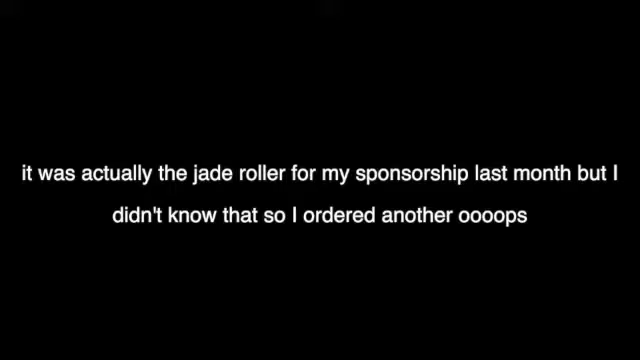 it was actually the jade roller for my sponsorship last month but I
didn't know that so I ordered another oooops